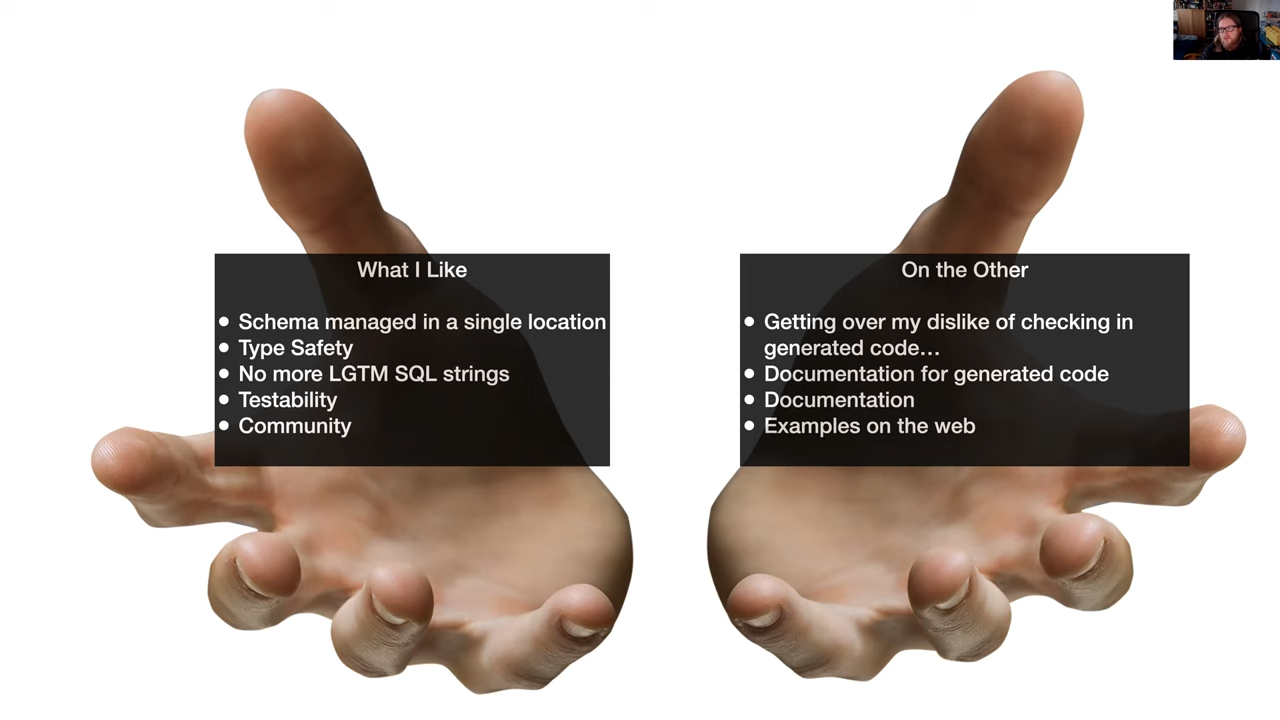 What I Like
● Schema managed in a single location
● Type Safety
● No more LGTM SQL strings
● Testability
● Community
On the Other
● Getting over my dislike of checking in
generated code…
● Documentation for generated code
● Documentation
● Examples on the web